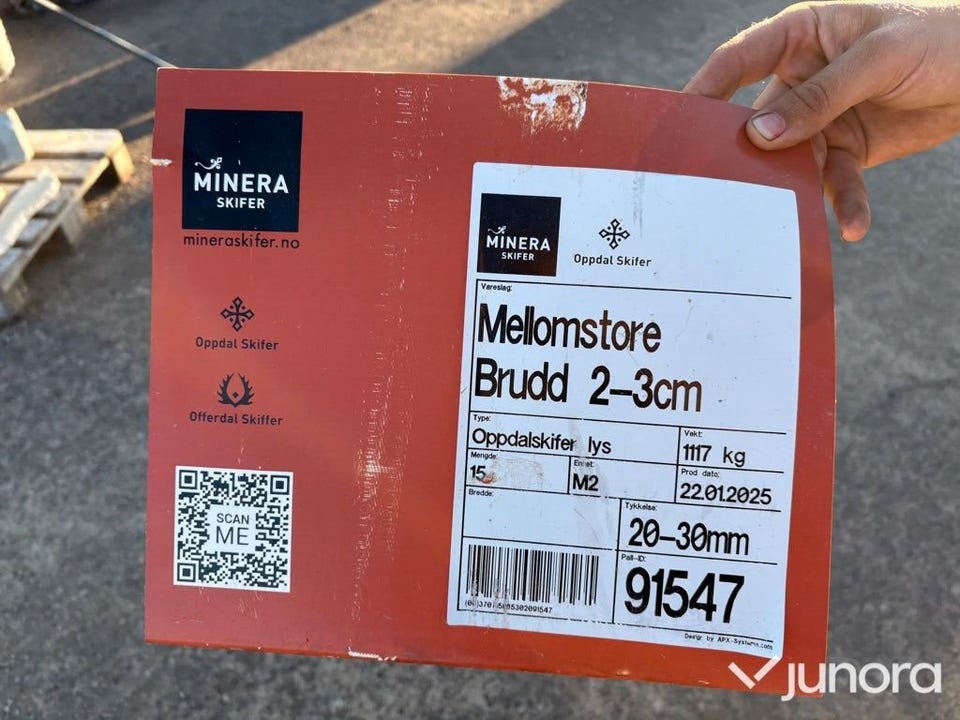 MINERA
SKIFER
mineraskifer.no
Oppdal Skifer
Offerdal Skiffer
SCAN
ME
MINERA
SKIFER
Oppdal Skifer
Vareslag:
Mellomstore
Brudd 2-3cm
Type:
Oppdalskifer lys
Vekt:
1117 kg
Mengde:
15
Enhet:
M2
Prod dato:
22.01.2025
Bredde:
Tykkelse:
20-30mm
Pall-ID:
91547
Design by APX-Systems.com
junora